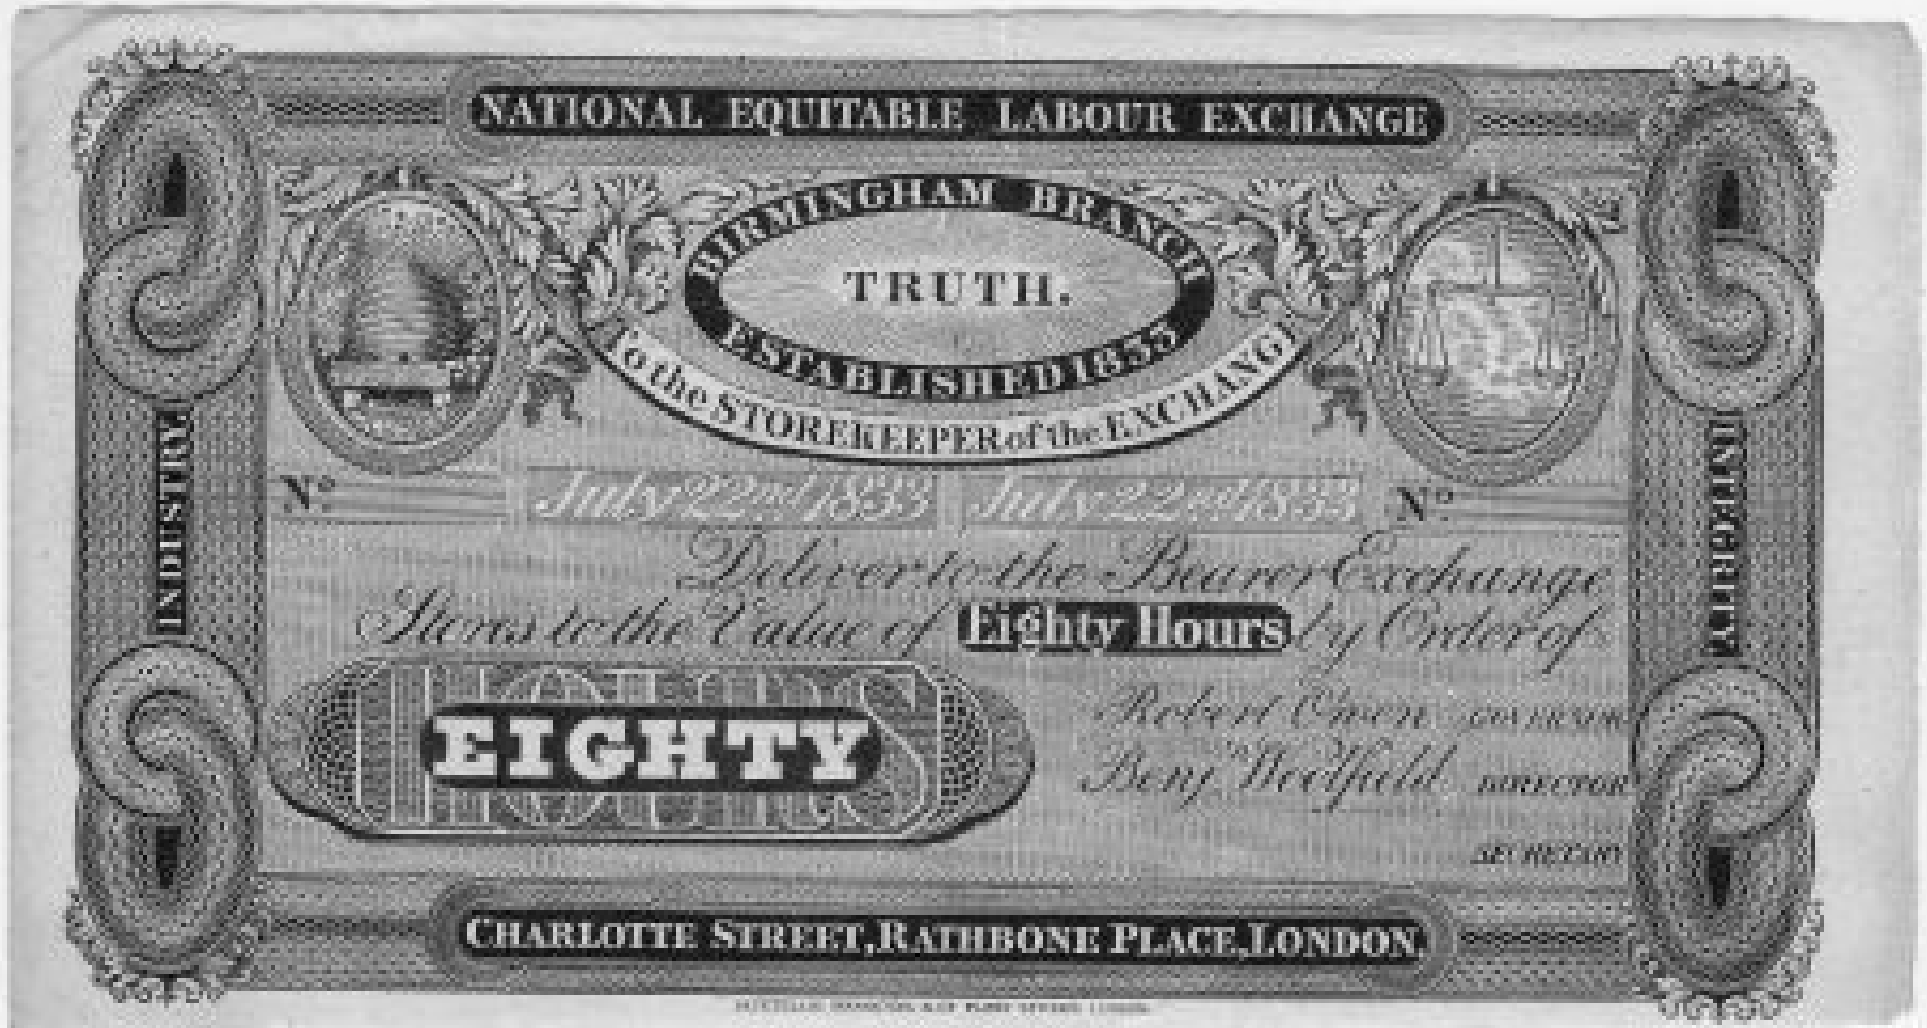 NATIONAL EQUITABLE LABOUR EXCHANGE
BIRMINGHAM BRANCH
TRUTH.
ESTABLISHED 1833
To the STOREKEEPER of the EXCHANGE
INDUSTRY.
INTEGRITY.
No. July 22nd 1833 July 22nd 1833 No.
Deliver to the Bearer Exchange
Stores to the Value of Eighty Hours by Order of
HOURS
EIGHTY
Robert Owen GOVERNOR
Benj Woolfield DIRECTOR
SECRETARY
CHARLOTTE STREET, RATHBONE PLACE, LONDON